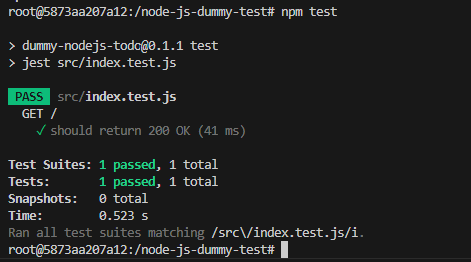 root@5873aa207a12:/node-js-dummy-test# npm test
> dummy-nodejs-todo@0.1.1 test
> jest src/index.test.js
PASS src/index.test.js
GET /
✓ should return 200 OK (41 ms)
Test Suites: 1 passed, 1 total
Tests: 1 passed, 1 total
Snapshots: 0 total
Time: 0.523 s
Ran all test suites matching /src\/index.test.js/i.
root@5873aa207a12:/node-js-dummy-test#